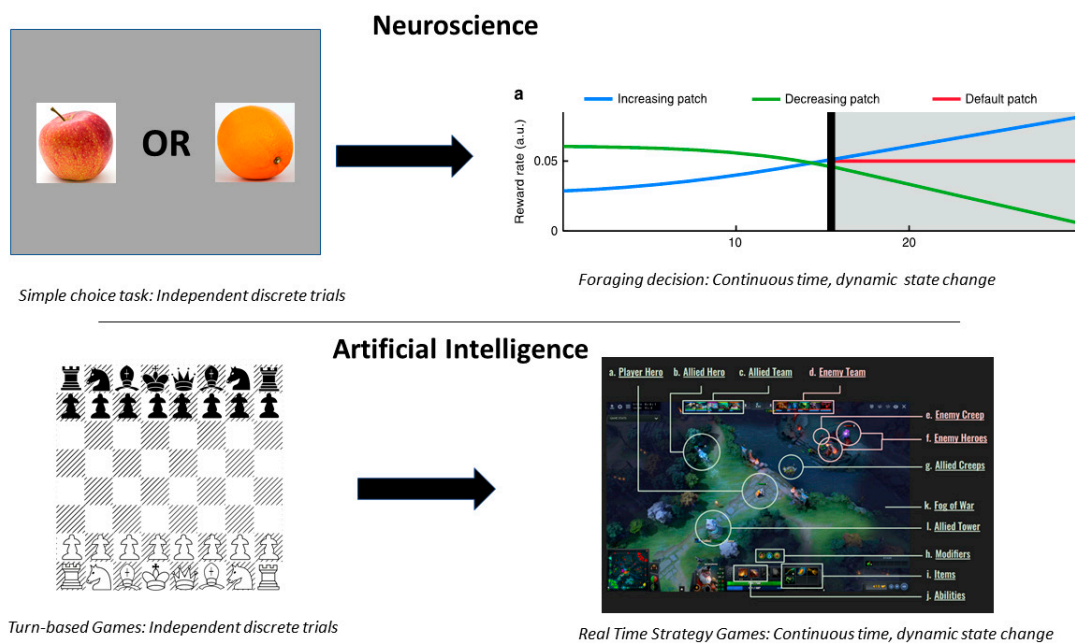 Neuroscience
OR
a
Increasing patch
Decreasing patch
Default patch
Reward rate (a.u.)
0.05
0
10
20
Simple choice task: Independent discrete trials
Foraging decision: Continuous time, dynamic state change
Artificial Intelligence
a. Player Hero
b. Allied Hero
c. Allied Team
d. Enemy Team
e. Enemy Creep
f. Enemy Heroes
g. Allied Creeps
k. Fog of War
l. Allied Tower
h. Modifiers
i. Items
j. Abilities
Turn-based Games: Independent discrete trials
Real Time Strategy Games: Continuous time, dynamic state change